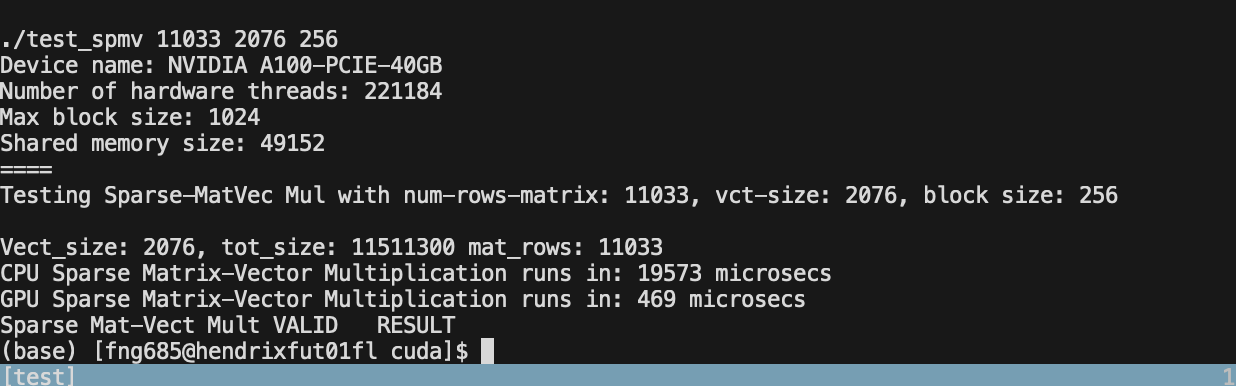 ./test_spmv 11033 2076 256
Device name: NVIDIA A100-PCIE-40GB
Number of hardware threads: 221184
Max block size: 1024
Shared memory size: 49152
====
Testing Sparse-MatVec Mul with num-rows-matrix: 11033, vct-size: 2076, block size: 256
Vect_size: 2076, tot_size: 11511300 mat_rows: 11033
CPU Sparse Matrix-Vector Multiplication runs in: 19573 microsecs
GPU Sparse Matrix-Vector Multiplication runs in: 469 microsecs
Sparse Mat-Vect Mult VALID   RESULT
(base) [fng685@hendrixfut01fl cuda]$
[test] 1